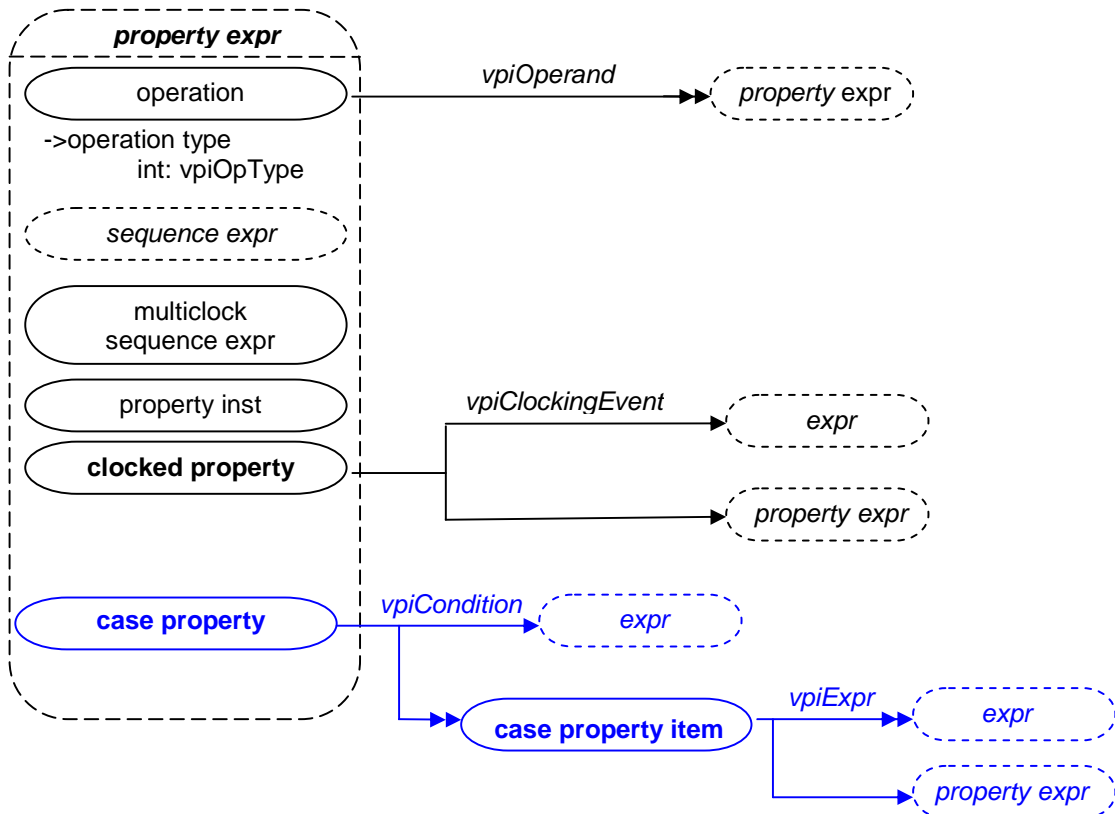 property expr
operation
vpiOperand
property expr
->operation type
int: vpiOpType
sequence expr
multiclock
sequence expr
property inst
vpiClockingEvent
expr
clocked property
property expr
case property
vpiCondition
expr
case property item
vpiExpr
expr
property expr